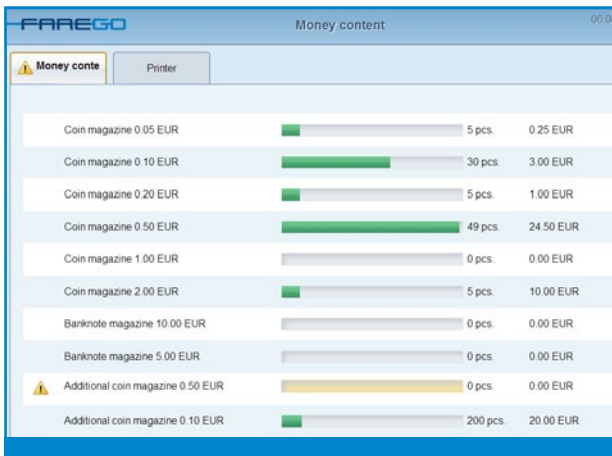 FAREGO Money content
Money conte Printer
Coin magazine 0.05 EUR 5 pcs. 0.25 EUR
Coin magazine 0.10 EUR 30 pcs. 3.00 EUR
Coin magazine 0.20 EUR 5 pcs. 1.00 EUR
Coin magazine 0.50 EUR 49 pcs. 24.50 EUR
Coin magazine 1.00 EUR 0 pcs. 0.00 EUR
Coin magazine 2.00 EUR 5 pcs. 10.00 EUR
Banknote magazine 10.00 EUR 0 pcs. 0.00 EUR
Banknote magazine 5.00 EUR 0 pcs. 0.00 EUR
Additional coin magazine 0.50 EUR 0 pcs. 0.00 EUR
Additional coin magazine 0.10 EUR 200 pcs. 20.00 EUR